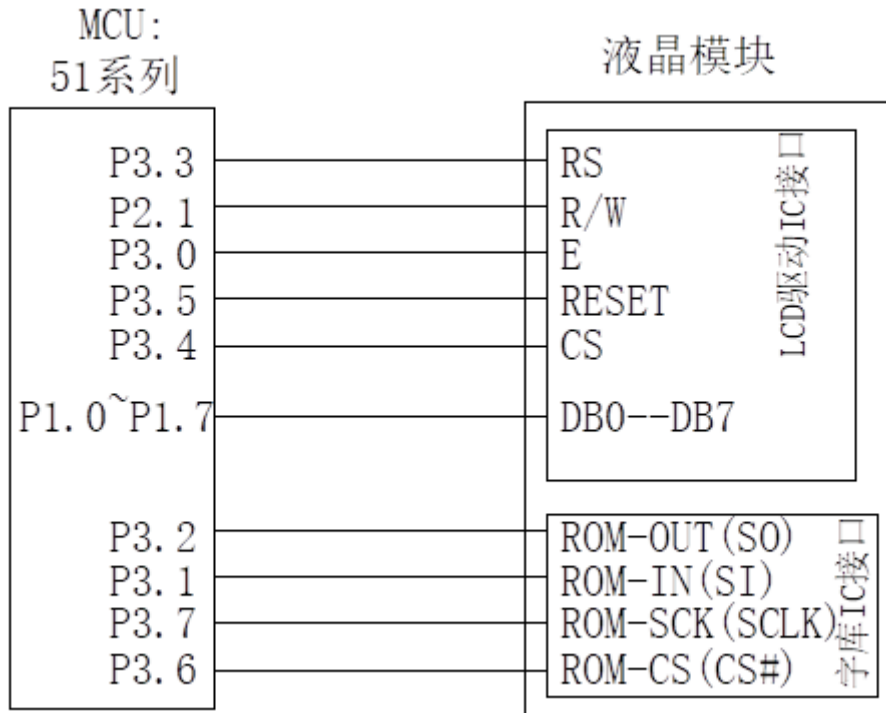 MCU:
51系列
P3.3
P2.1
P3.0
P3.5
P3.4
P1.0~P1.7
P3.2
P3.1
P3.7
P3.6
液晶模块
RS
R/W
E
RESET
CS
DB0--DB7
LCD驱动IC接口
ROM-OUT(SO)
ROM-IN(SI)
ROM-SCK(SCLK)
ROM-CS(CS#)
字库IC接口